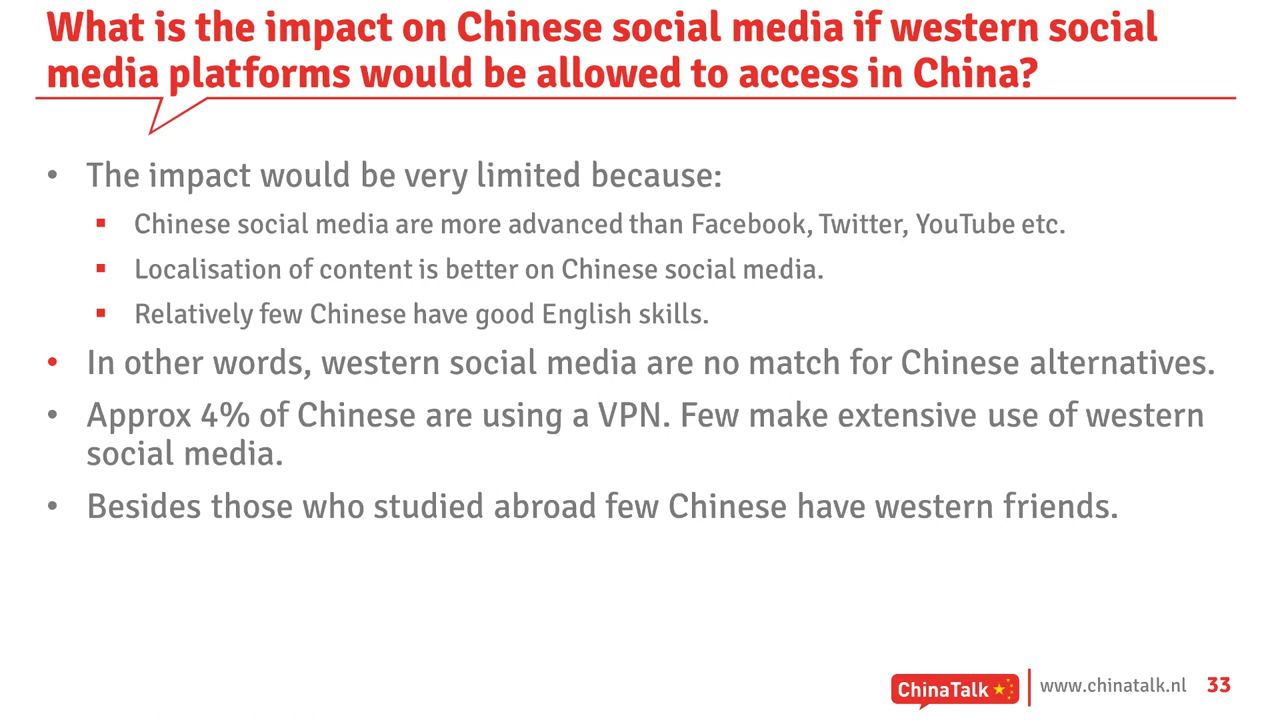 What is the impact on Chinese social media if western social
media platforms would be allowed to access in China?
• The impact would be very limited because:
▪ Chinese social media are more advanced than Facebook, Twitter, YouTube etc.
▪ Localisation of content is better on Chinese social media.
▪ Relatively few Chinese have good English skills.
• In other words, western social media are no match for Chinese alternatives.
• Approx 4% of Chinese are using a VPN. Few make extensive use of western
social media.
• Besides those who studied abroad few Chinese have western friends.
ChinaTalk www.chinatalk.nl 33